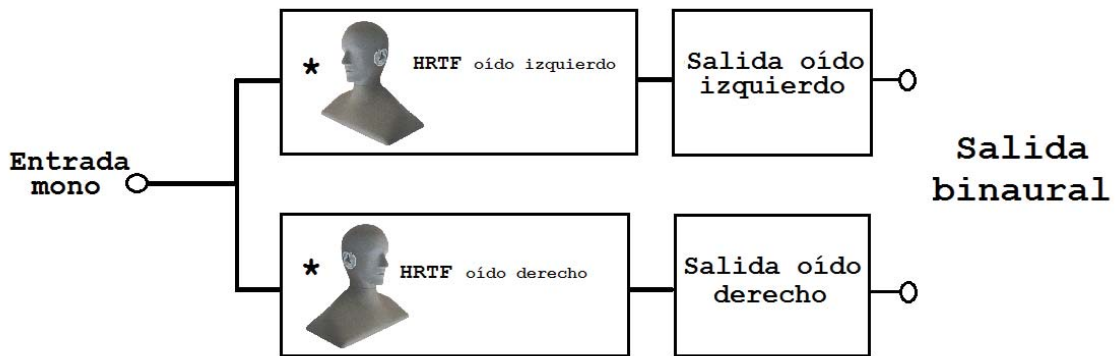 * HRTF oído izquierdo
Salida oído
izquierdo
Entrada
mono
Salida
binaural
* HRTF oído derecho
Salida oído
derecho